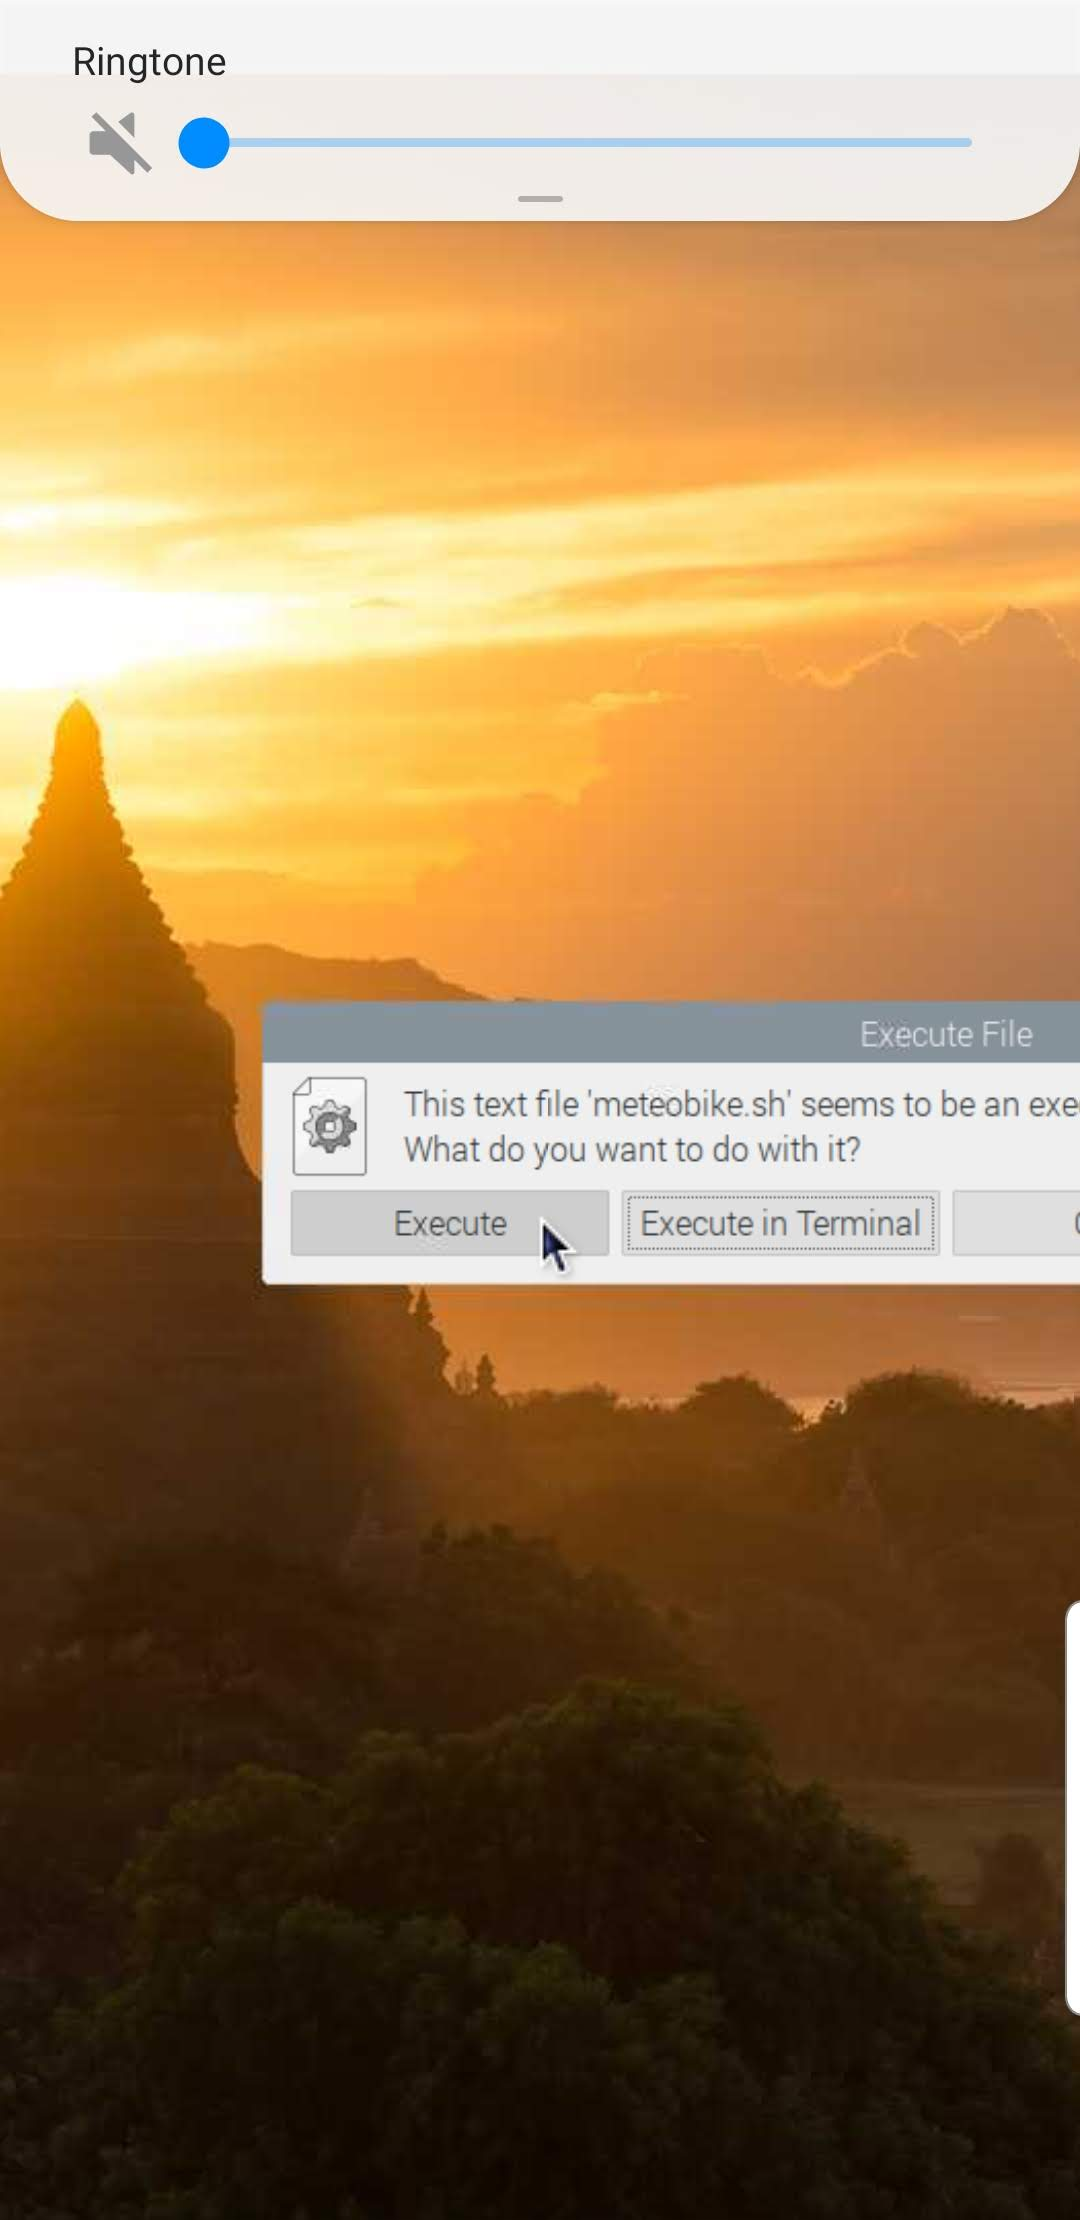 Ringtone
Execute File
This text file 'meteobike.sh' seems to be an exe
What do you want to do with it?
Execute
Execute in Terminal